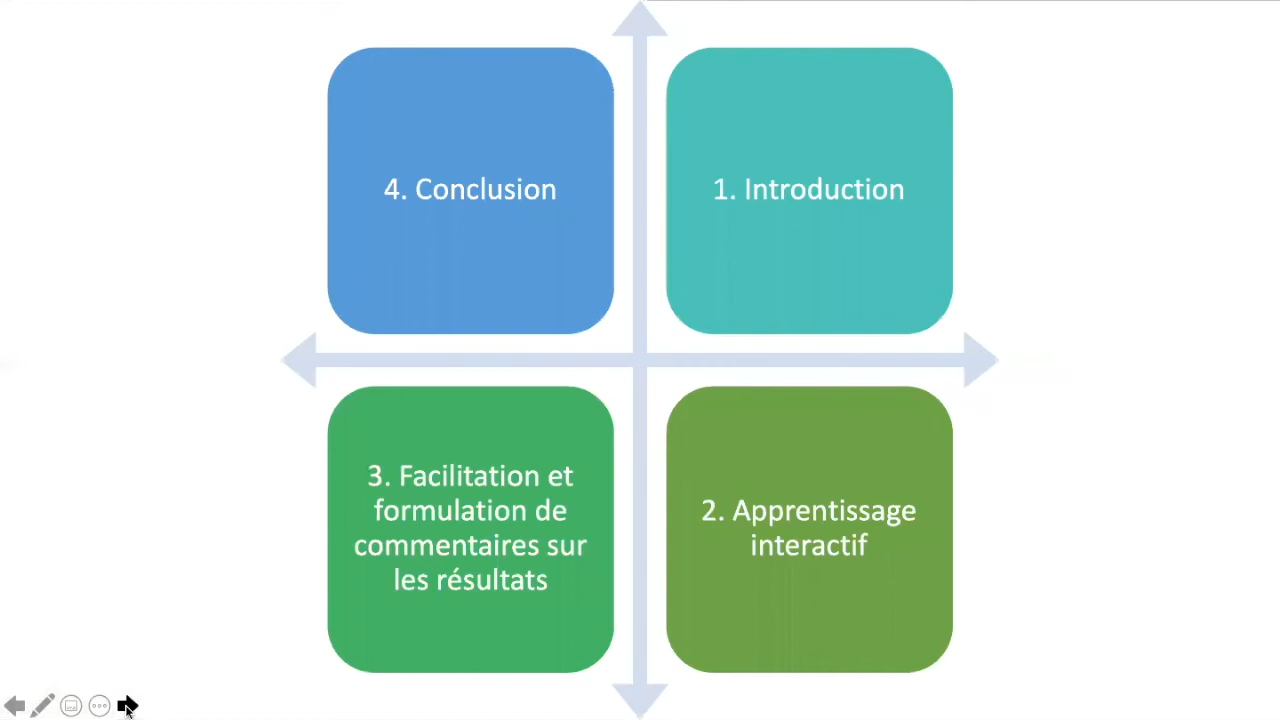 4. Conclusion
1. Introduction
3. Facilitation et
formulation de
commentaires sur
les résultats
2. Apprentissage
interactif